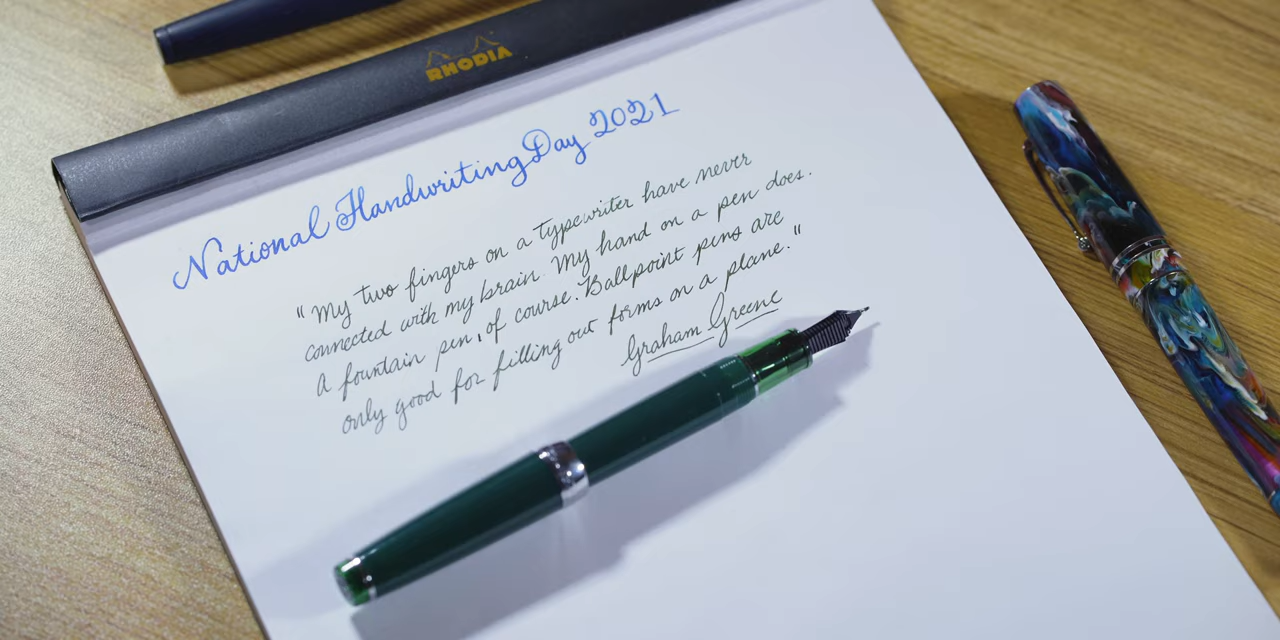 RHODIA
National Handwriting Day 2021
"My two fingers on a typewriter have never
connected with my brain. My hand on a pen does.
A fountain pen, of course. Ballpoint pens are
only good for filling out forms on a plane."
Graham Greene